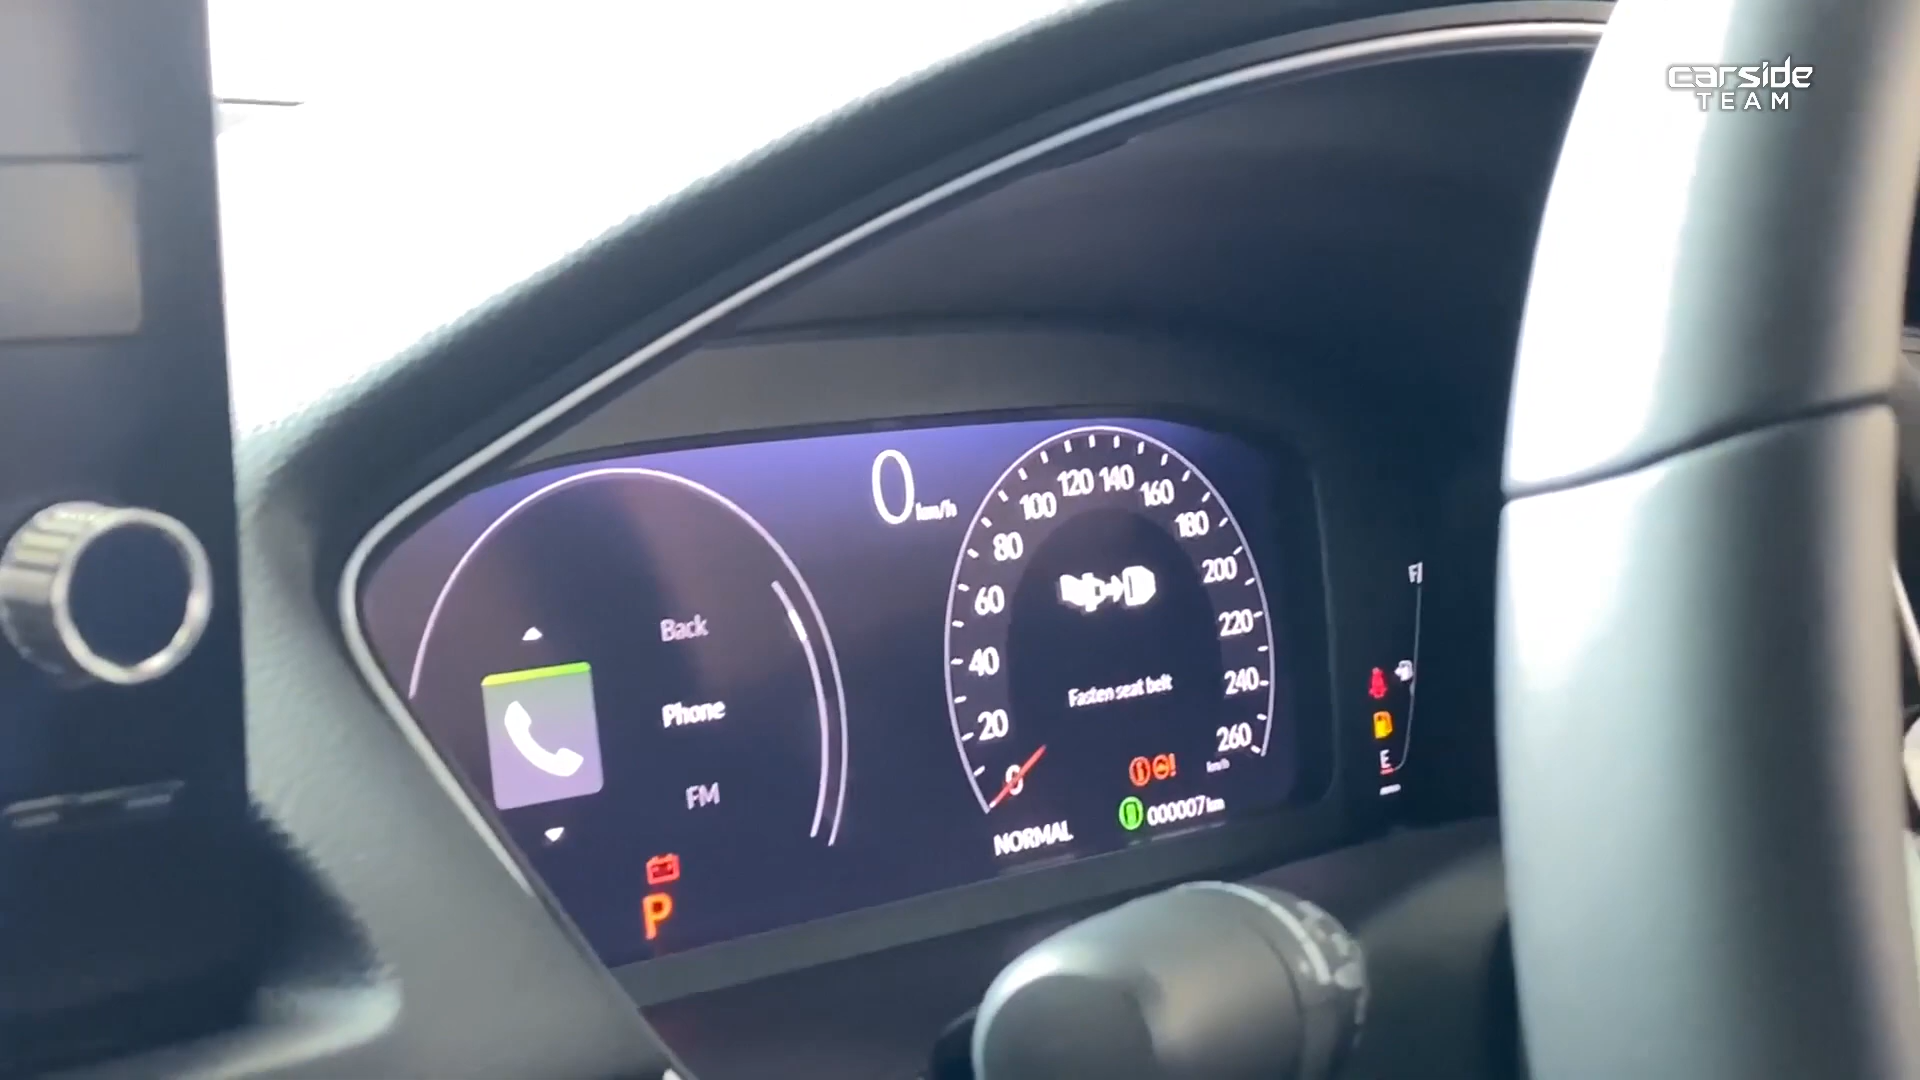 carside
TEAM
0 km/h
Back
Phone
FM
P
0
20
40
60
80
100
120
140
160
180
200
220
240
260
km/h
Fasten seat belt
NORMAL
000007 km
F
E